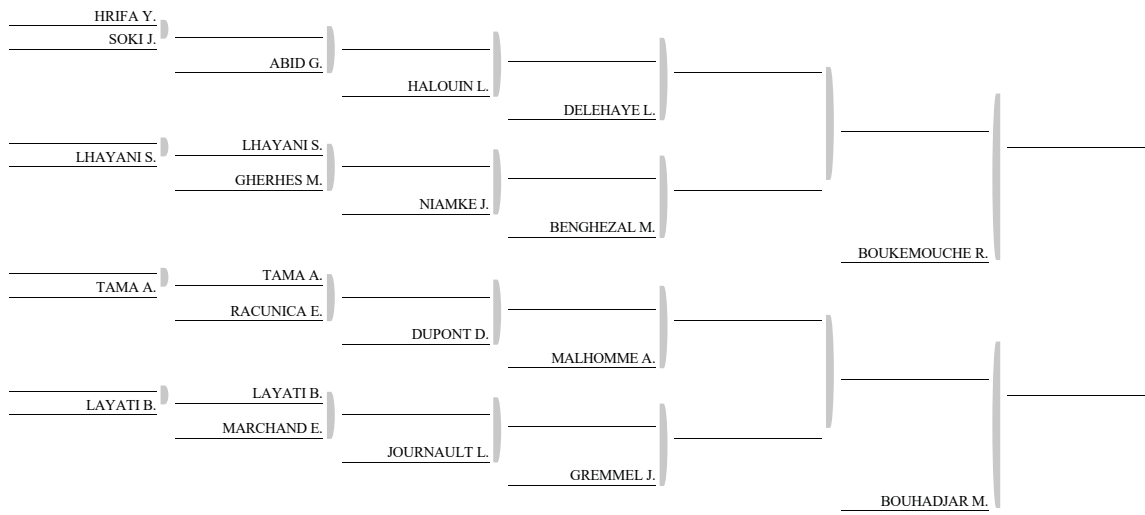 HRIFA Y.
SOKI J.
ABID G.
HALOUIN L.
DELEHAYE L.
LHAYANI S.
LHAYANI S.
GHERHES M.
NIAMKE J.
BENGHEZAL M.
BOUKEMOUCHE R.
TAMA A.
TAMA A.
RACUNICA E.
DUPONT D.
MALHOMME A.
LAYATI B.
LAYATI B.
MARCHAND E.
JOURNAULT L.
GREMMEL J.
BOUHADJAR M.